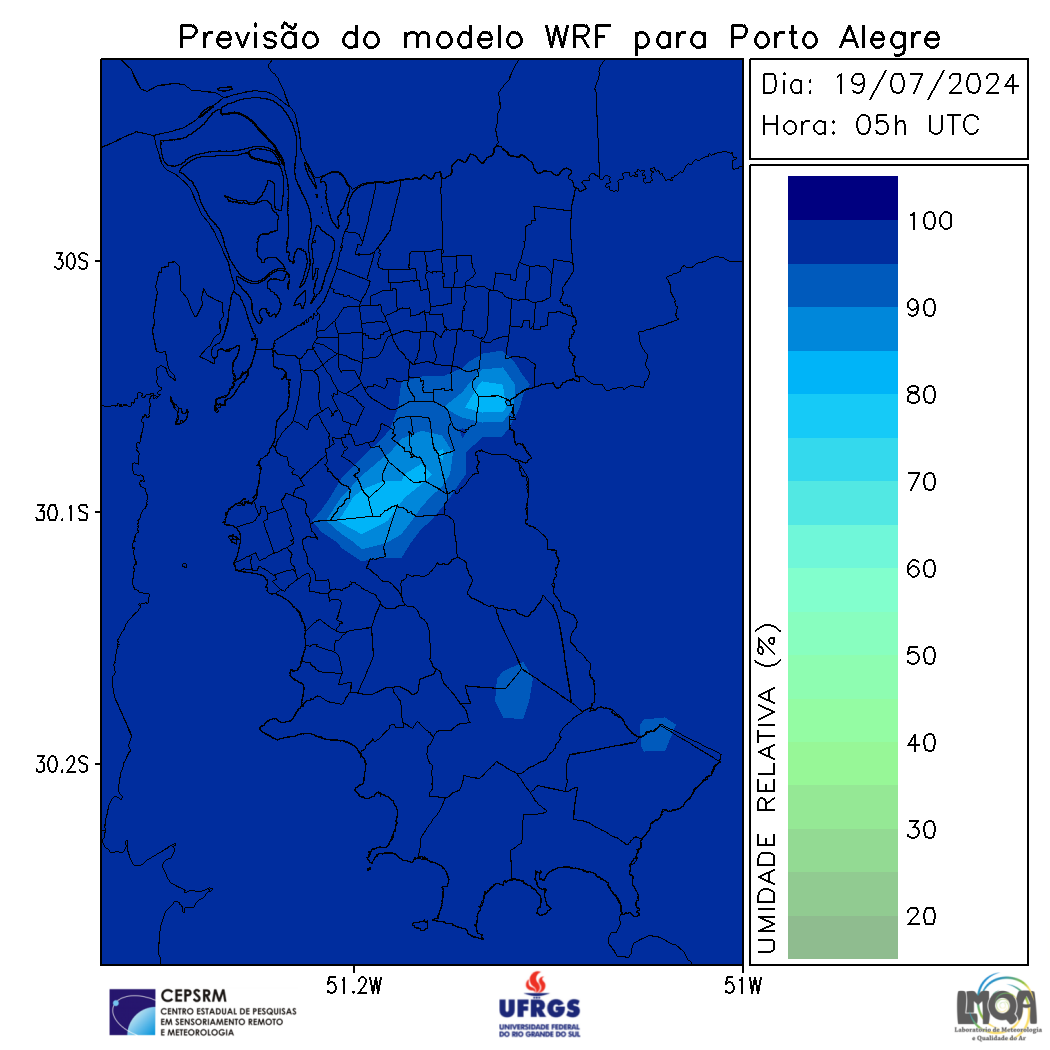 Previsão do modelo WRF para Porto Alegre
Dia: 19/07/2024
Hora: 05h UTC
30S
30.1S
30.2S
51.2W
51W
100
90
80
70
60
50
40
30
20
UMIDADE RELATIVA (%)
CEPSRM
CENTRO ESTADUAL DE PESQUISAS
EM SENSORIAMENTO REMOTO
E METEOROLOGIA
UFRGS
UNIVERSIDADE FEDERAL
DO RIO GRANDE DO SUL
LMQA
Laboratório de Meteorologia
e Qualidade do Ar